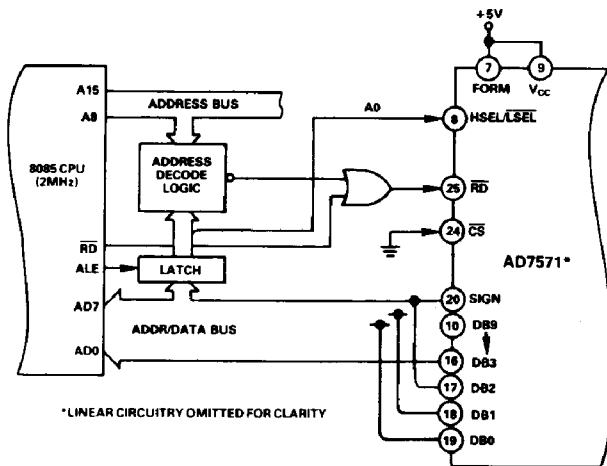 +5V
7
9
FORM
VCC
A15
A8
ADDRESS BUS
A0
8
HSEL/LSEL
8085 CPU
(2MHz)
ADDRESS
DECODE
LOGIC
25
RD
24
CS
RD
ALE
LATCH
AD7571*
AD7
20
SIGN
ADDR/DATA BUS
10
DB9
AD0
16
DB3
17
DB2
*LINEAR CIRCUITRY OMITTED FOR CLARITY
18
DB1
19
DB0